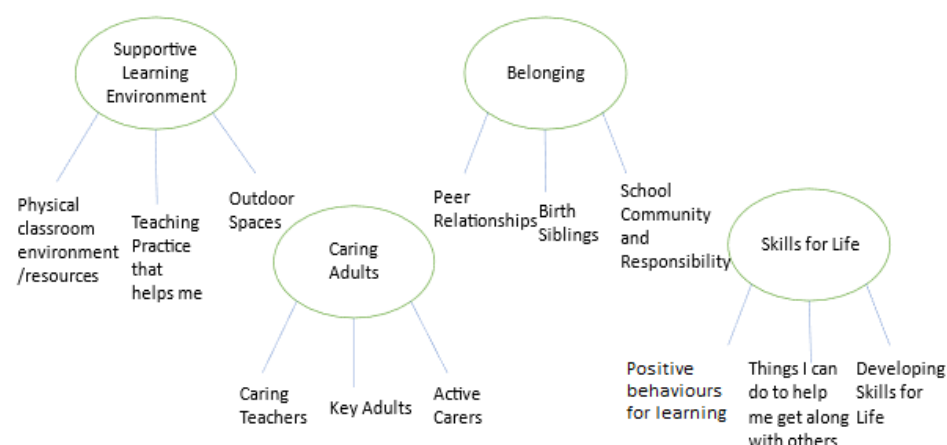 Supportive
Learning
Environment
Physical
classroom
environment
/resources
Teaching
Practice
that
helps me
Outdoor
Spaces
Caring
Adults
Caring
Teachers
Key Adults
Active
Carers
Belonging
Peer
Relationships
Birth
Siblings
School
Community
and
Responsibility
Skills for Life
Positive
behaviours
for learning
Things I can
do to help
me get along
with others
Developing
Skills for
Life